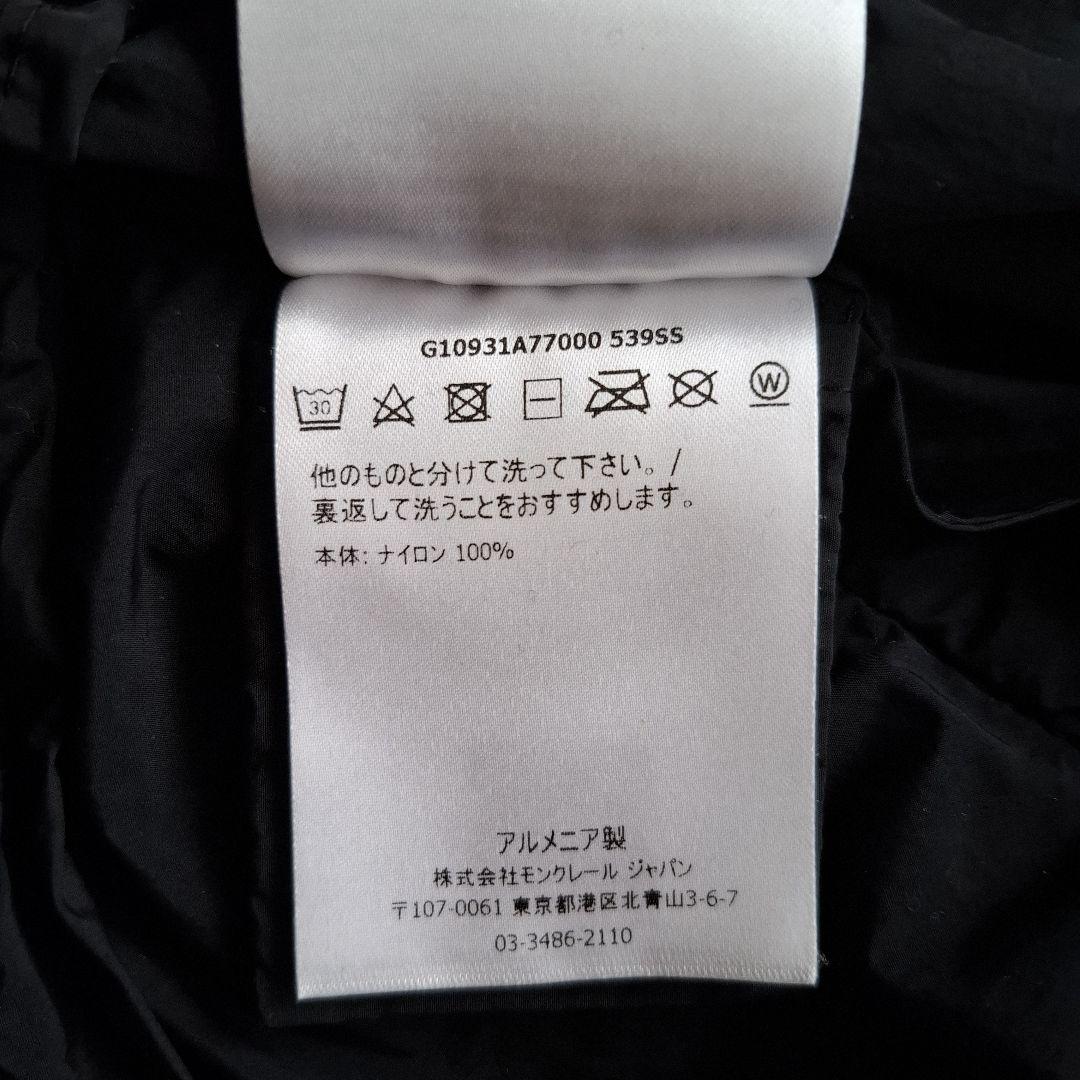 G10931A77000 539SS
30 W
他のものと分けて洗って下さい。/
裏返して洗うことをおすすめします。
本体: ナイロン 100%
アルメニア製
株式会社モンクレール ジャパン
〒107-0061 東京都港区北青山3-6-7
03-3486-2110